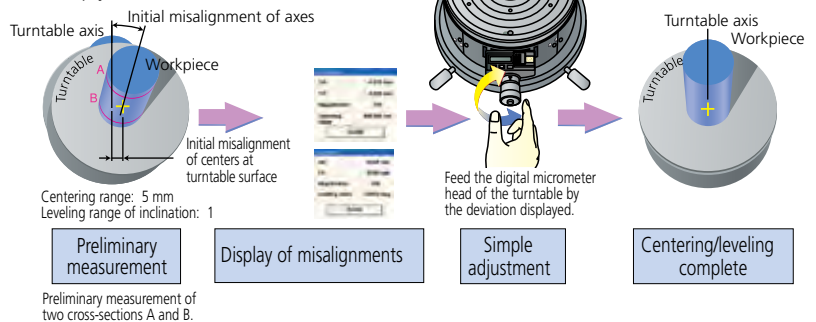 Initial misalignment of axes
Turntable axis
Workpiece
Turntable
A
B
Initial misalignment
of centers at
turntable surface
Centering range: 5 mm
Leveling range of inclination: 1
Preliminary
measurement
Preliminary measurement of
two cross-sections A and B.
Display of misalignments
Feed the digital micrometer
head of the turntable by
the deviation displayed.
Simple
adjustment
Turntable axis
Workpiece
Turntable
Centering/leveling
complete